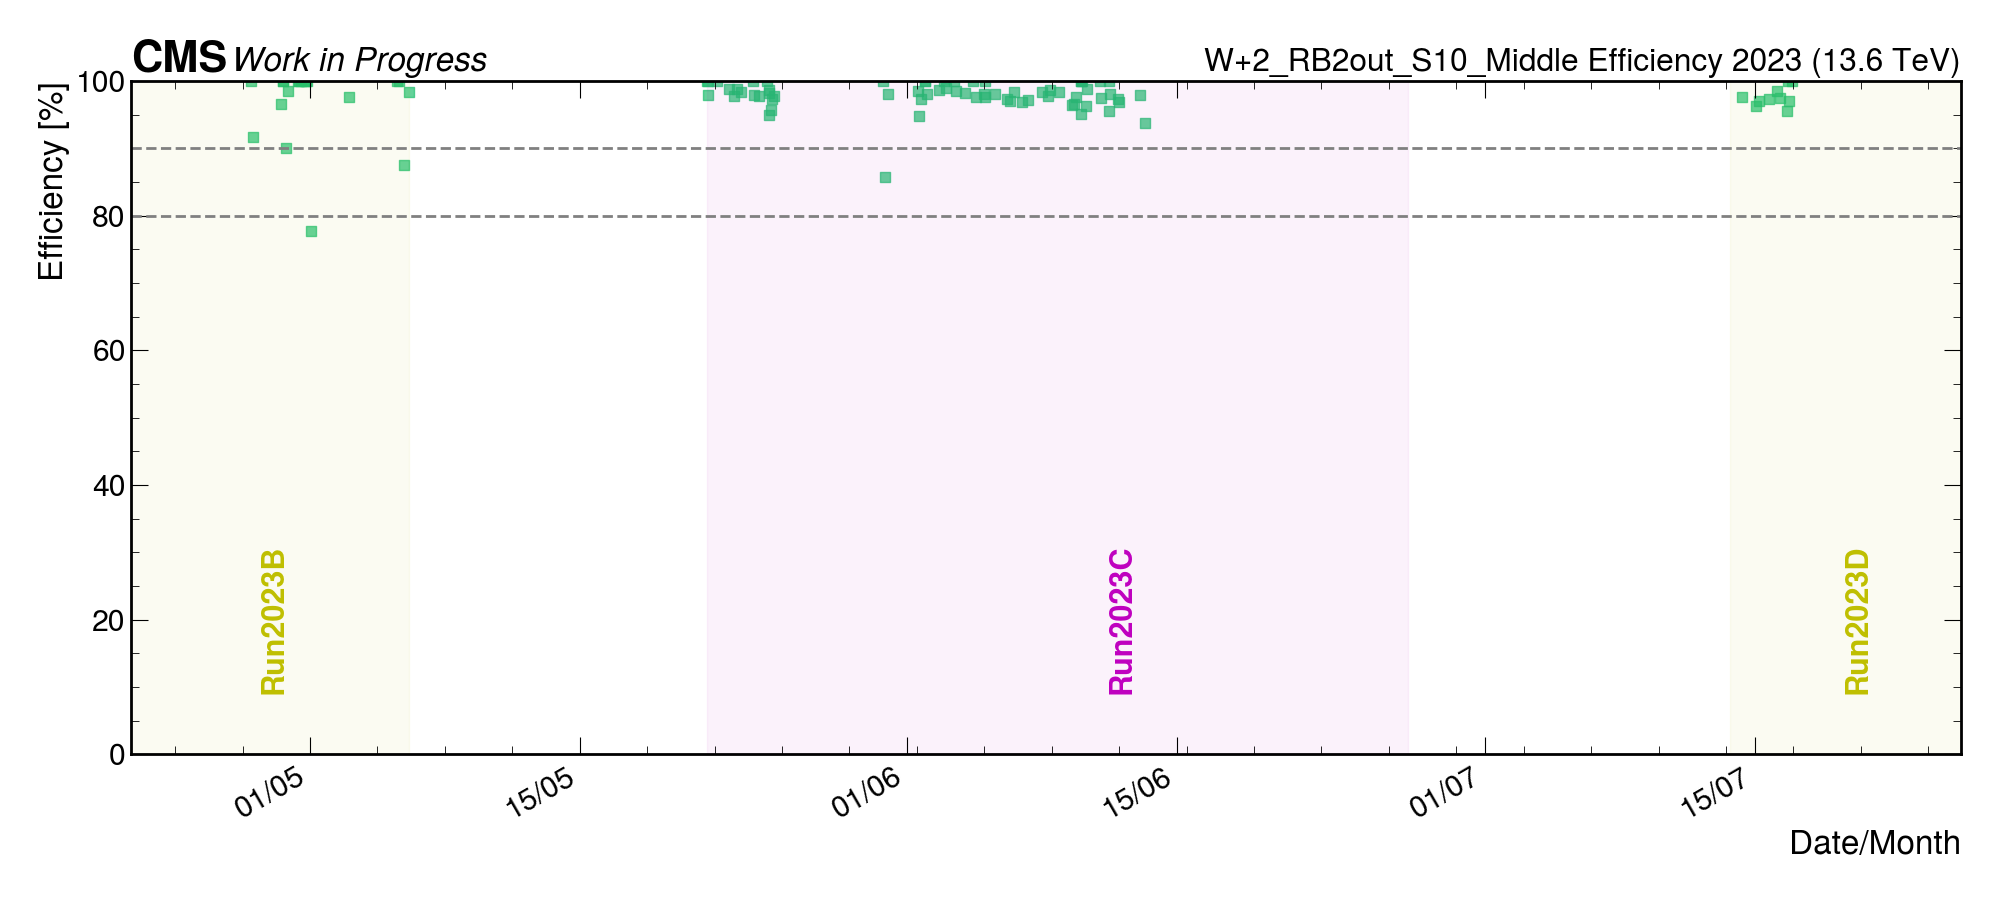 CMS Work in Progress
W+2_RB2out_S10_Middle Efficiency 2023 (13.6 TeV)
Efficiency [%]
100
80
60
40
20
0
Run2023B
Run2023C
Run2023D
01/05
15/05
01/06
15/06
01/07
15/07
Date/Month